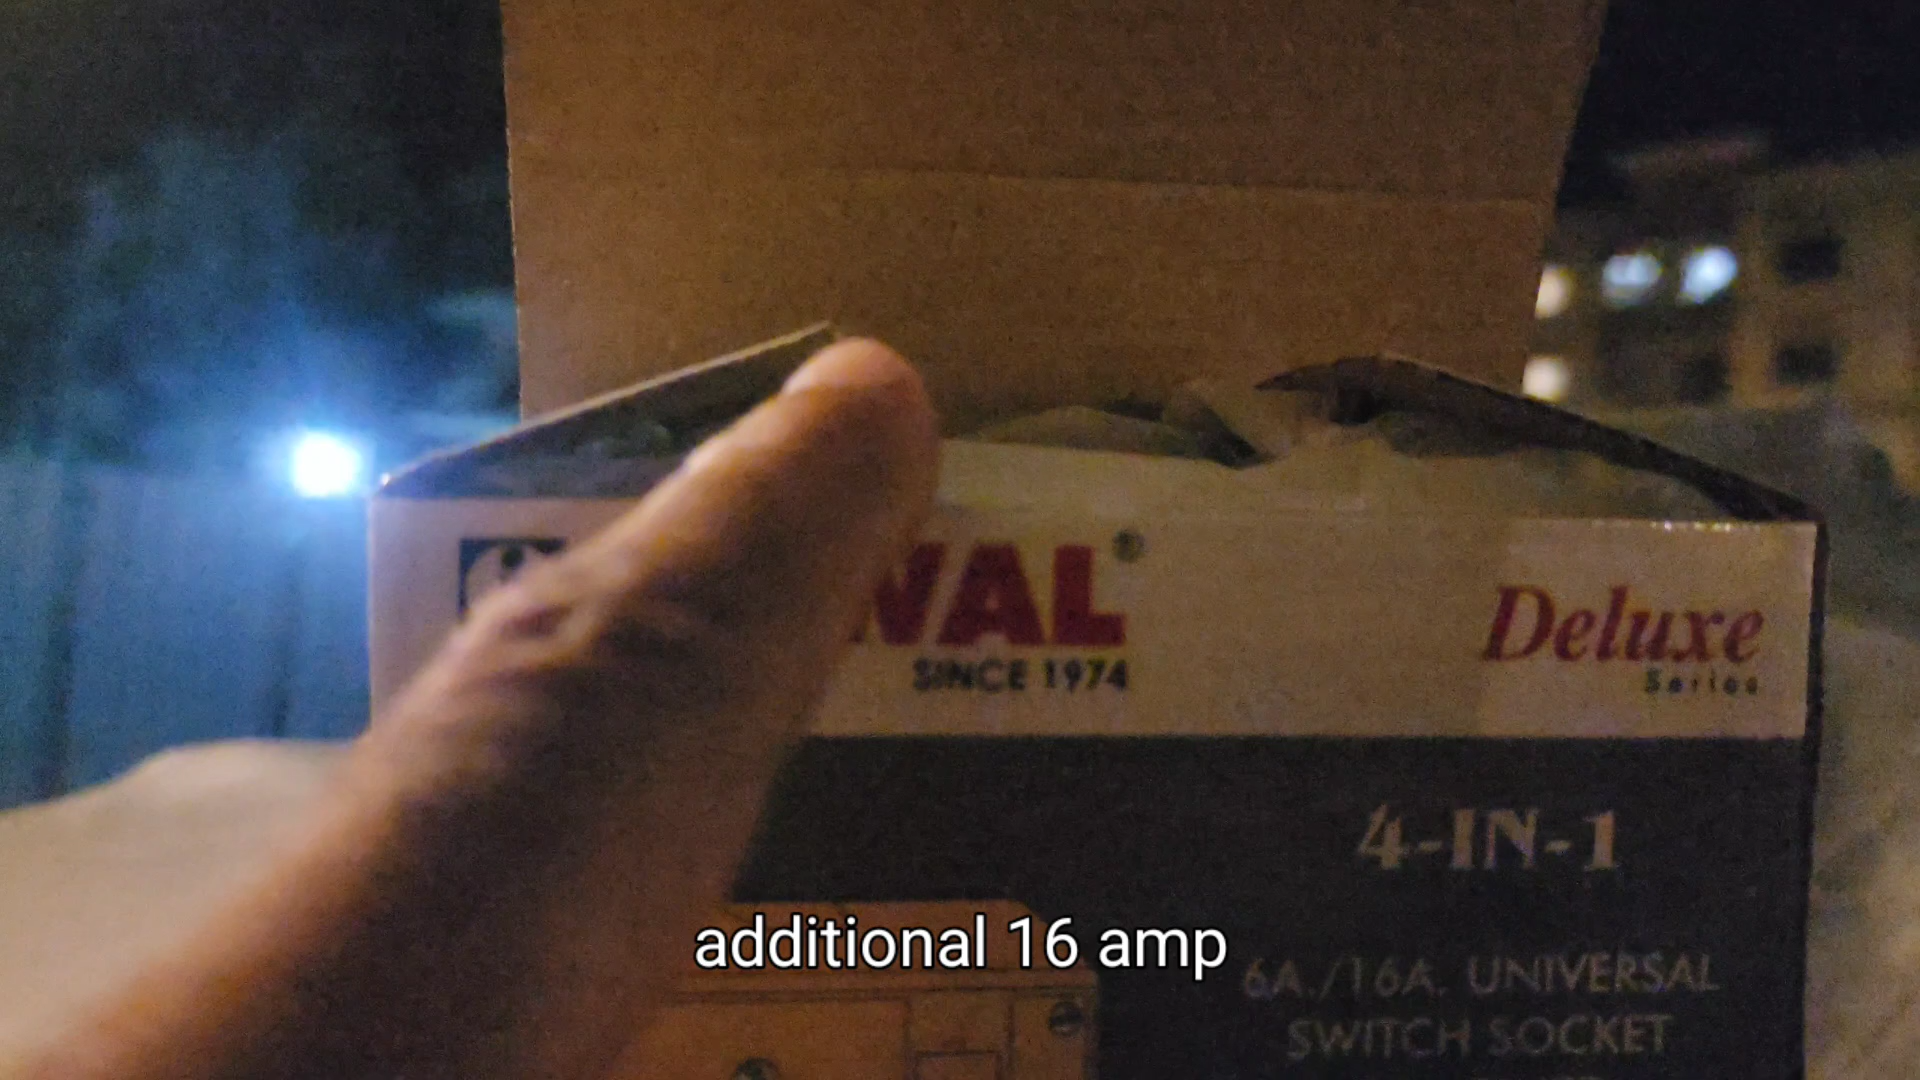 WAL®
SINCE 1974
Deluxe
Series
4-IN-1
additional 16 amp
6A./16A. UNIVERSAL
SWITCH SOCKET